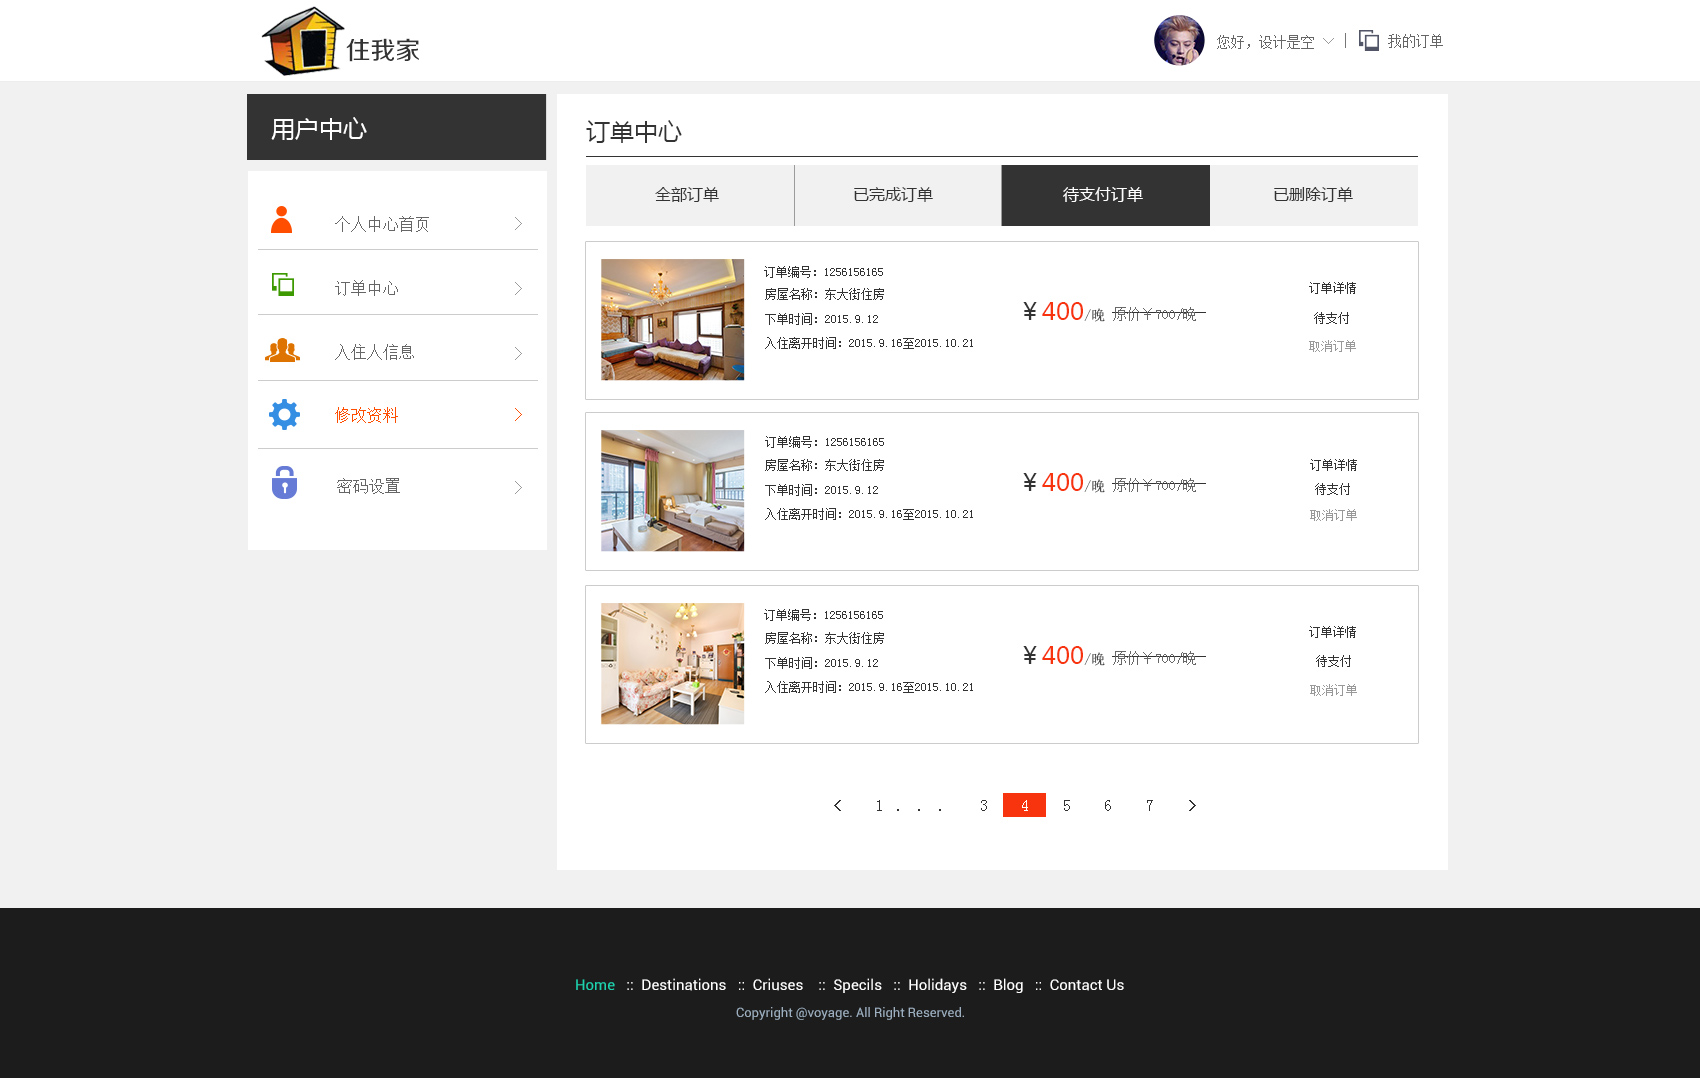 住我家
您好，设计是空
我的订单
用户中心
个人中心首页
订单中心
入住人信息
修改资料
密码设置
订单中心
全部订单
已完成订单
待支付订单
已删除订单
订单编号：1256156165
房屋名称：东大街住房
下单时间：2015.9.12
入住离开时间：2015.9.16至2015.10.21
¥400/晚 原价¥700/晚
订单详情
待支付
取消订单
订单编号：1256156165
房屋名称：东大街住房
下单时间：2015.9.12
入住离开时间：2015.9.16至2015.10.21
¥400/晚 原价¥700/晚
订单详情
待支付
取消订单
订单编号：1256156165
房屋名称：东大街住房
下单时间：2015.9.12
入住离开时间：2015.9.16至2015.10.21
¥400/晚 原价¥700/晚
订单详情
待支付
取消订单
1 . . . 3 4 5 6 7
Home :: Destinations :: Criuses :: Specils :: Holidays :: Blog :: Contact Us
Copyright @voyage. All Right Reserved.